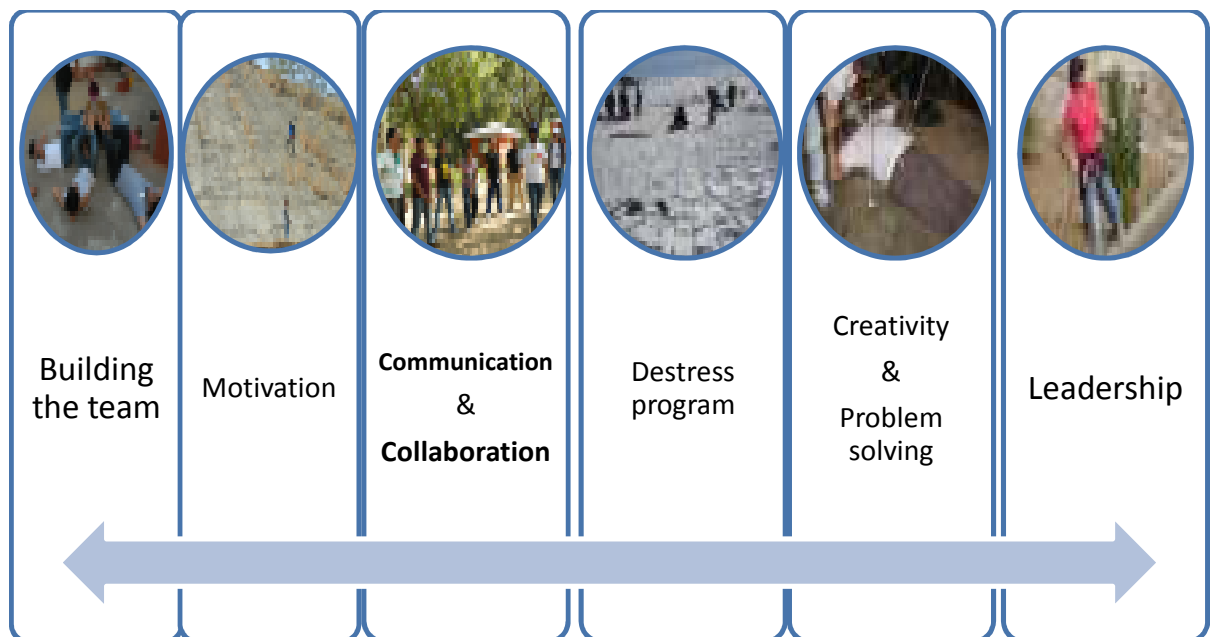 Building
the team
Motivation
Communication
&
Collaboration
Destress
program
Creativity
&
Problem
solving
Leadership